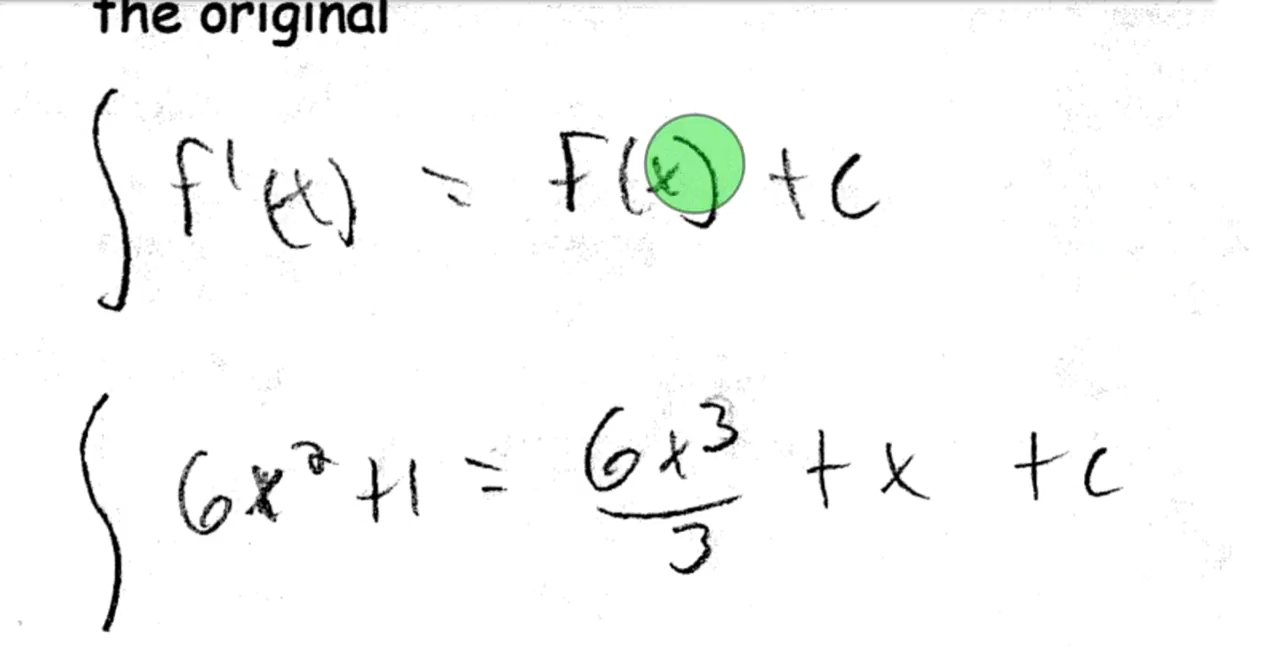 the original
∫ f'(x) = F(x) + c
∫ 6x² + 1 = 6x³/3 + x + c